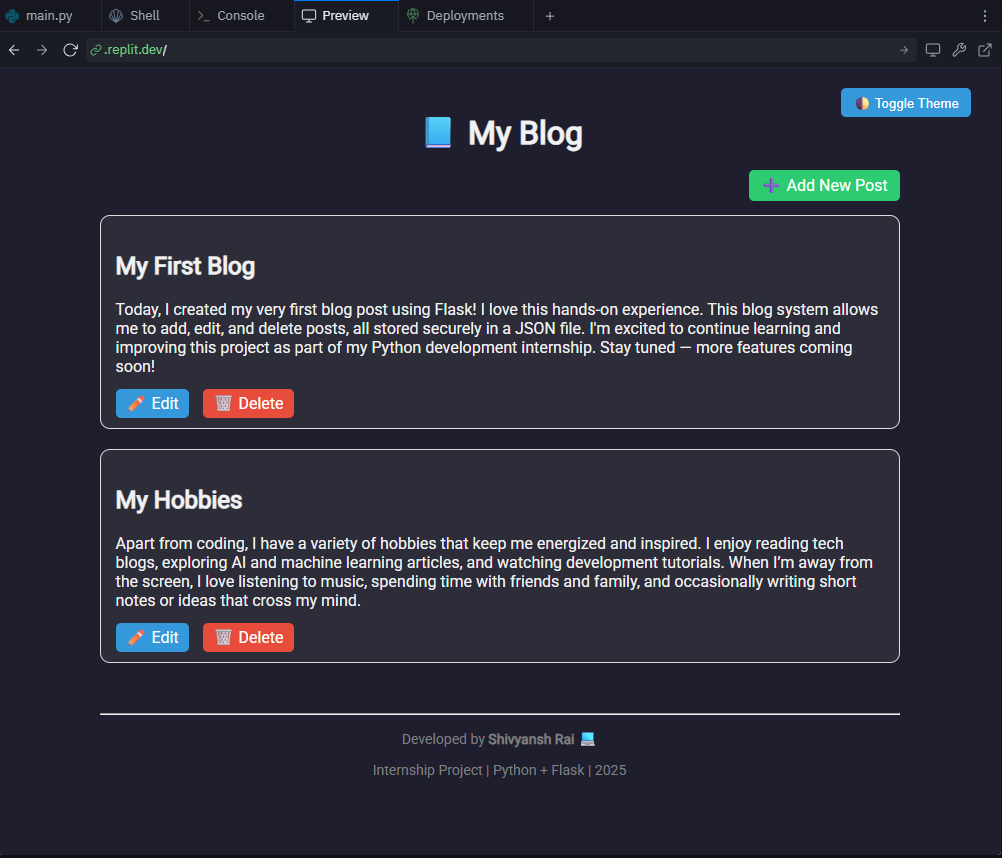 main.py Shell Console Preview Deployments
.replit.dev/
Toggle Theme
My Blog
Add New Post
My First Blog
Today, I created my very first blog post using Flask! I love this hands-on experience. This blog system allows
me to add, edit, and delete posts, all stored securely in a JSON file. I'm excited to continue learning and
improving this project as part of my Python development internship. Stay tuned — more features coming
soon!
Edit Delete
My Hobbies
Apart from coding, I have a variety of hobbies that keep me energized and inspired. I enjoy reading tech
blogs, exploring AI and machine learning articles, and watching development tutorials. When I’m away from
the screen, I love listening to music, spending time with friends and family, and occasionally writing short
notes or ideas that cross my mind.
Edit Delete
Developed by Shivyansh Rai
Internship Project | Python + Flask | 2025